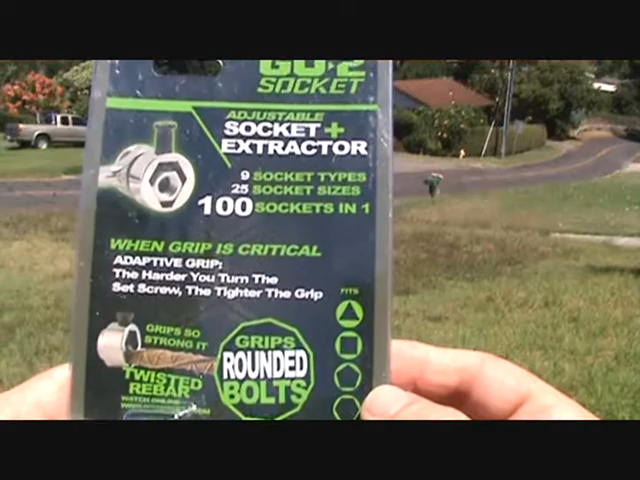 GO-2
SOCKET
ADJUSTABLE
SOCKET +
EXTRACTOR
9 SOCKET TYPES
25 SOCKET SIZES
100 SOCKETS IN 1
WHEN GRIP IS CRITICAL
ADAPTIVE GRIP:
The Harder You Turn The
Set Screw, The Tighter The Grip
FITS
GRIPS SO
STRONG IT
TWISTED
REBAR
WATCH ONLINE
GRIPS
ROUNDED
BOLTS